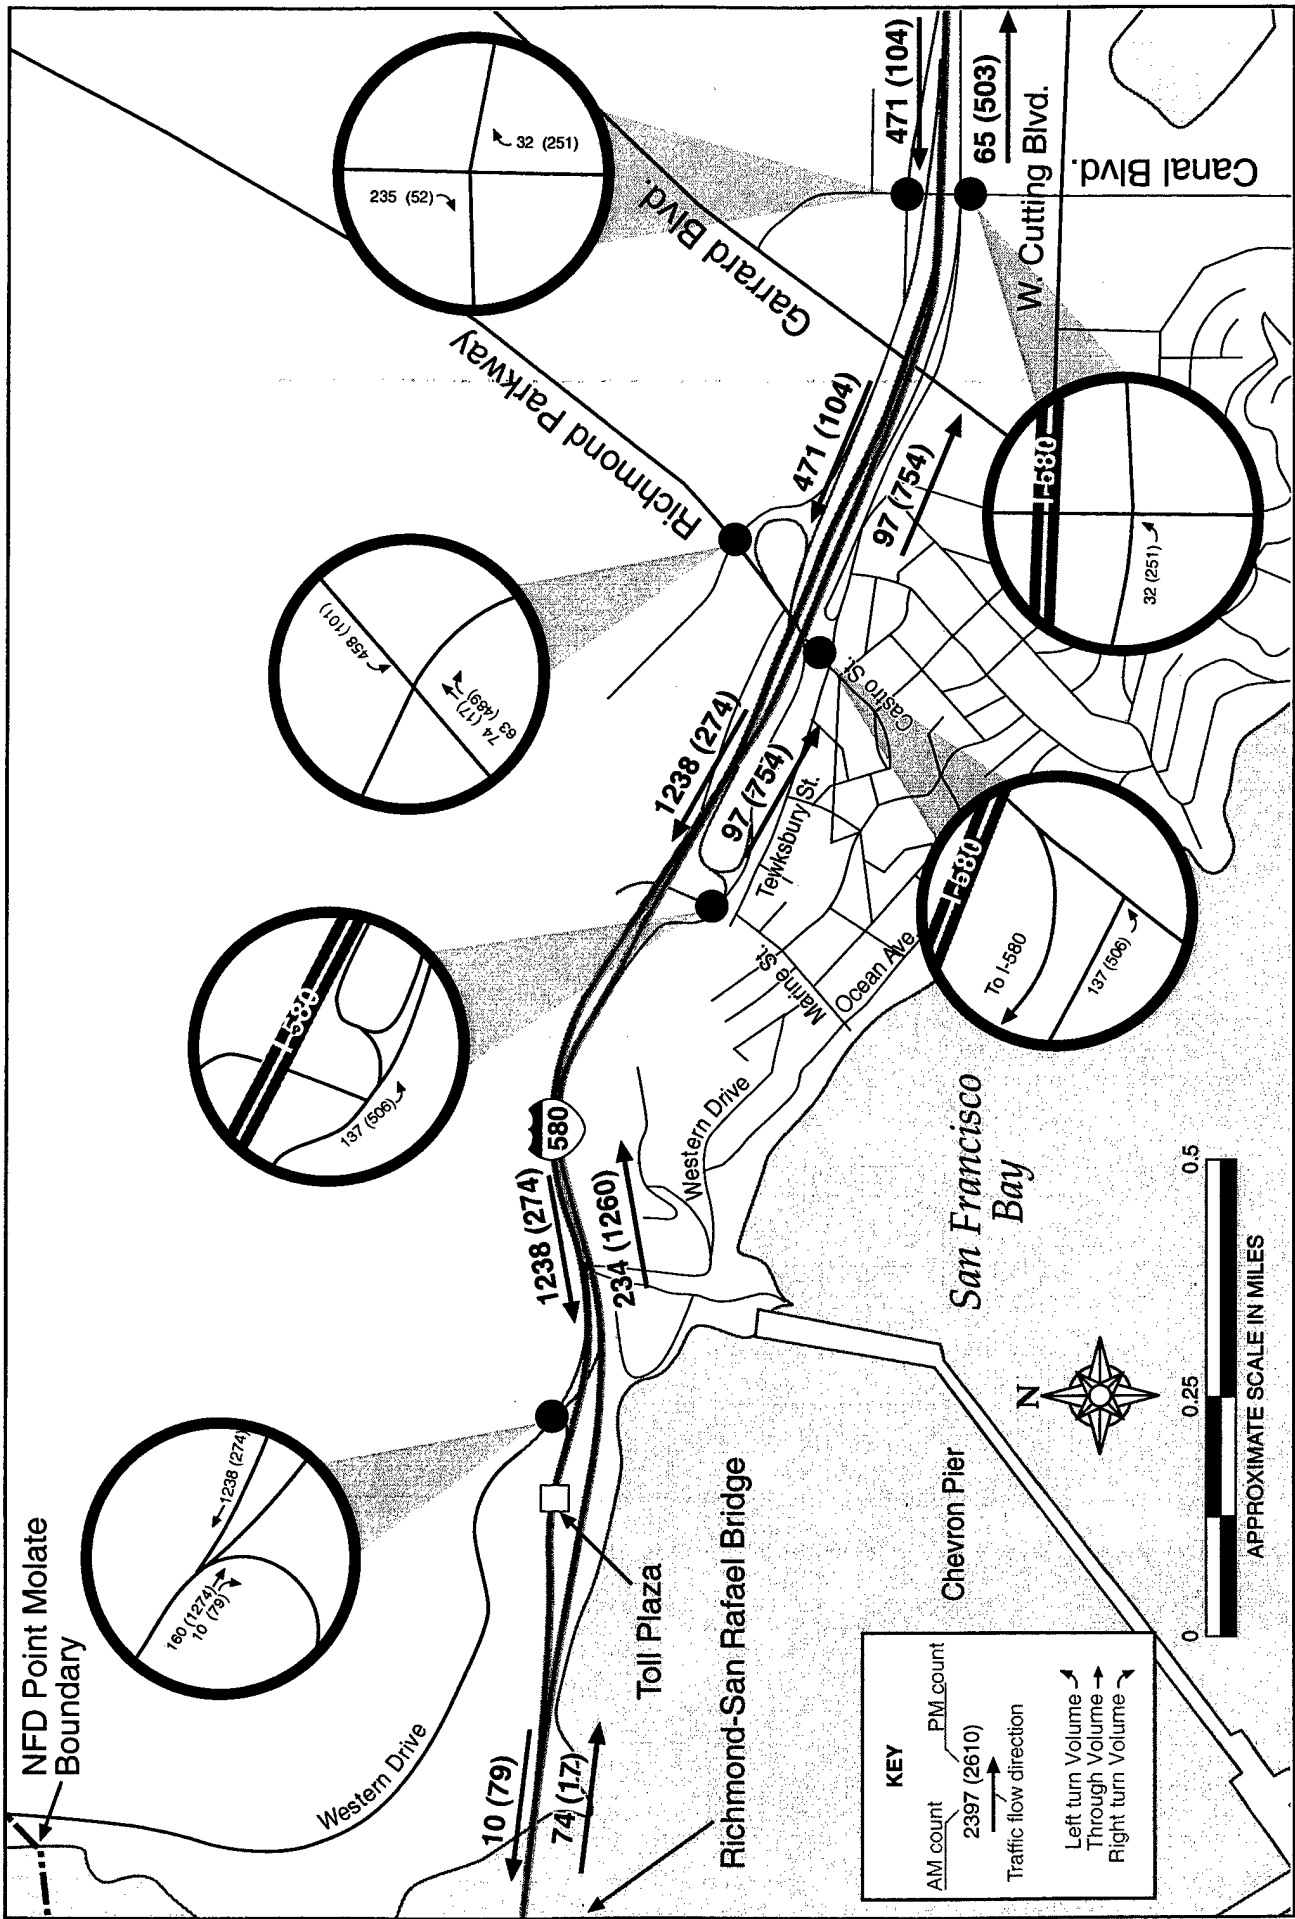 NFD Point Molate
Boundary
Western Drive
160 (1274)
10 (79)
1238 (274)
10 (79)
74 (17)
Toll Plaza
Richmond-San Rafael Bridge
1238 (274)
234 (1260)
580
I-580
137 (506)
Western Drive
Marine St.
Ocean Ave.
Tewksbury St.
Castro St.
1238 (274)
97 (754)
458 (101)
74 (17)
63 (489)
Richmond Parkway
471 (104)
97 (754)
235 (52)
32 (251)
Garrard Blvd.
471 (104)
65 (503)
W. Cutting Blvd.
Canal Blvd.
I-580
32 (251)
I-580
To I-580
137 (506)
San Francisco
Bay
Chevron Pier
N
0
0.25
0.5
APPROXIMATE SCALE IN MILES
KEY
AM count
PM count
2397 (2610)
Traffic flow direction
Left turn Volume
Through Volume
Right turn Volume